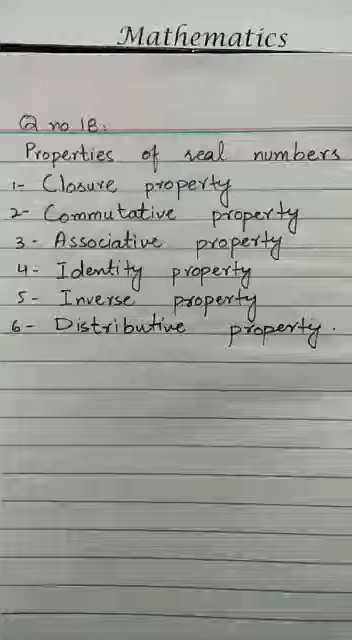 Mathematics
Q no 1B:
Properties of real numbers
1- Closure property
2- Commutative property
3- Associative property
4- Identity property
5- Inverse property
6- Distributive property.